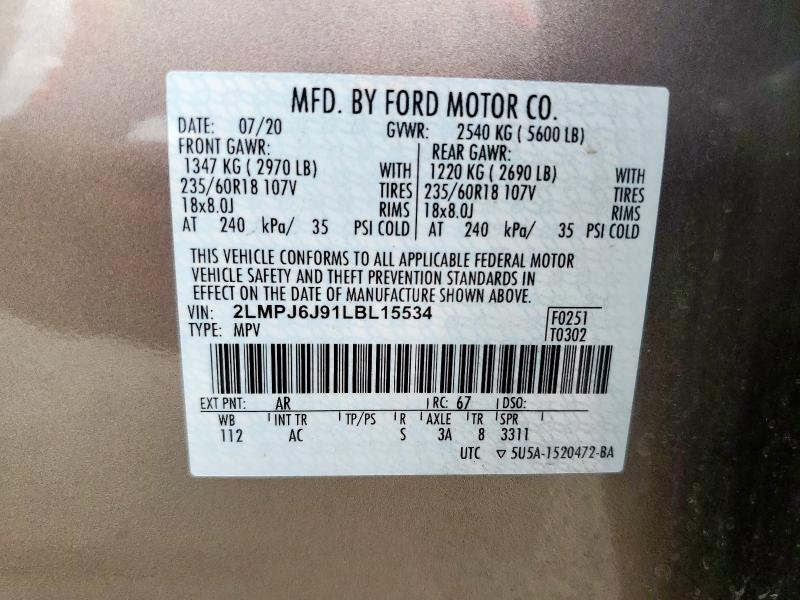 MFD. BY FORD MOTOR CO.
DATE: 07/20 GVWR: 2540 KG ( 5600 LB)
FRONT GAWR: REAR GAWR:
1347 KG ( 2970 LB) WITH 1220 KG ( 2690 LB) WITH
235/60R18 107V TIRES 235/60R18 107V TIRES
18x8.0J RIMS 18x8.0J RIMS
AT 240 kPa/ 35 PSI COLD AT 240 kPa/ 35 PSI COLD
THIS VEHICLE CONFORMS TO ALL APPLICABLE FEDERAL MOTOR
VEHICLE SAFETY AND THEFT PREVENTION STANDARDS IN
EFFECT ON THE DATE OF MANUFACTURE SHOWN ABOVE.
VIN: 2LMPJ6J91LBL15534 F0251
TYPE: MPV T0302
EXT PNT: AR RC: 67 DSO:
WB INT TR TP/PS R AXLE TR SPR
112 AC S 3A 8 3311
UTC ▽ 5U5A-1520472-BA